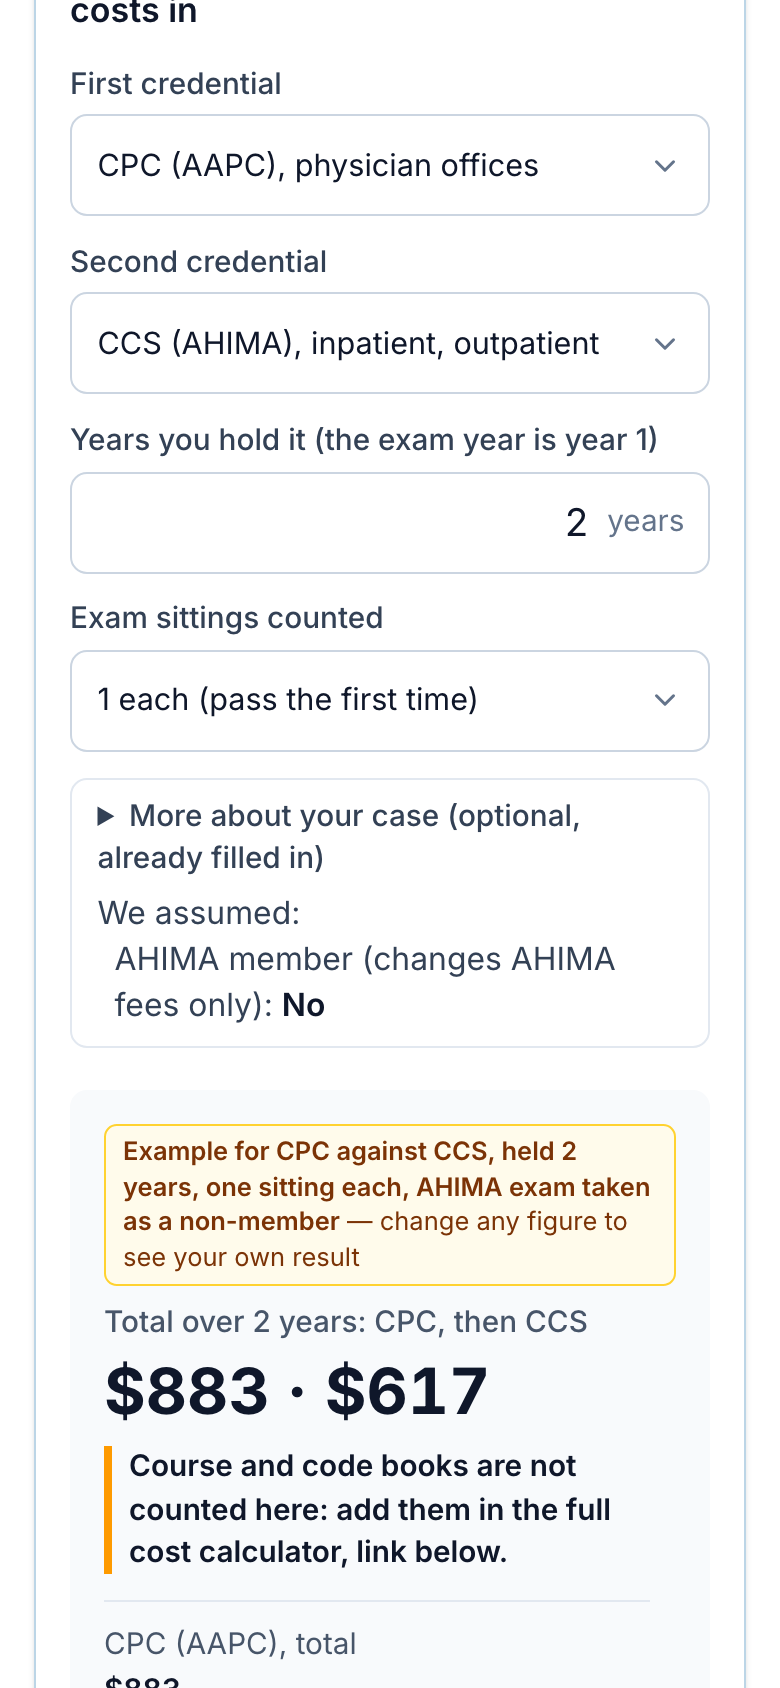 costs in
First credential
CPC (AAPC), physician offices
Second credential
CCS (AHIMA), inpatient, outpatient
Years you hold it (the exam year is year 1)
2 years
Exam sittings counted
1 each (pass the first time)
▶ More about your case (optional,
already filled in)
We assumed:
AHIMA member (changes AHIMA
fees only): No
Example for CPC against CCS, held 2
years, one sitting each, AHIMA exam taken
as a non-member — change any figure to
see your own result
Total over 2 years: CPC, then CCS
$883 · $617
Course and code books are not
counted here: add them in the full
cost calculator, link below.
CPC (AAPC), total
$883